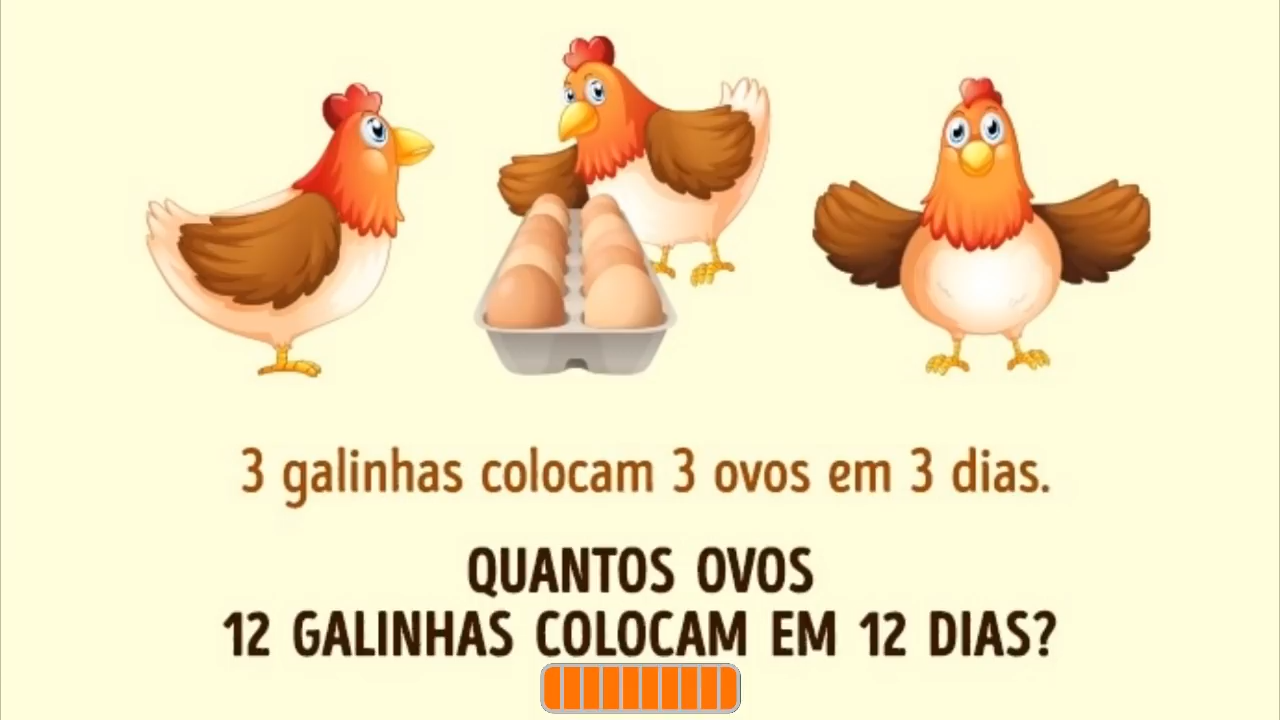 3 galinhas colocam 3 ovos em 3 dias.
QUANTOS OVOS
12 GALINHAS COLOCAM EM 12 DIAS?